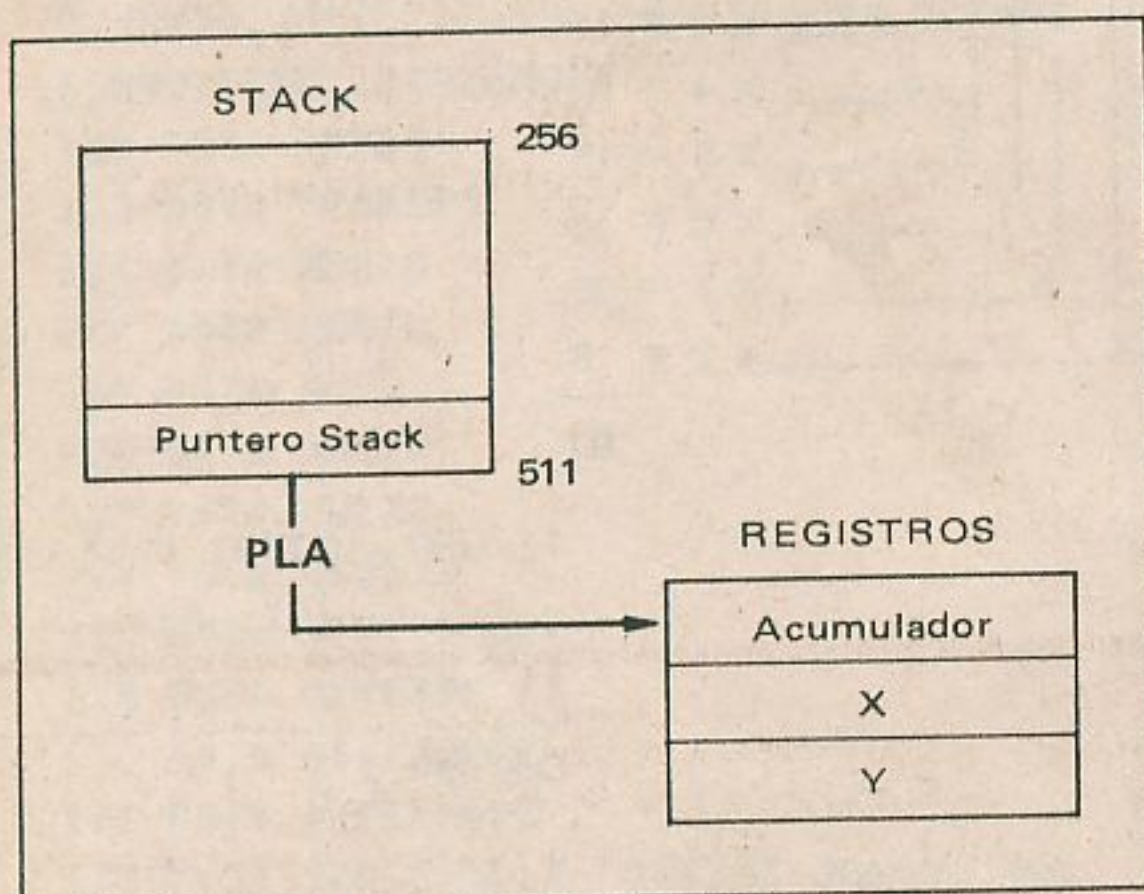 STACK
256
Puntero Stack
511
PLA
REGISTROS
Acumulador
X
Y